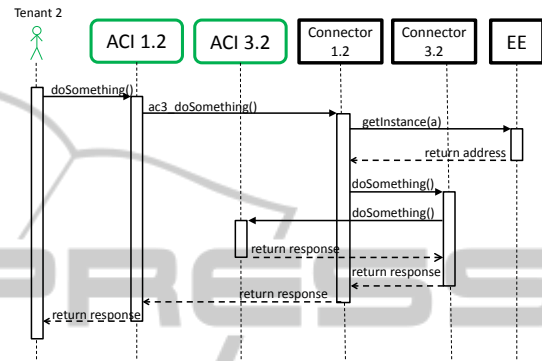 Tenant 2
ACI 1.2
ACI 3.2
Connector
1.2
Connector
3.2
EE
doSomething()
ac3_doSomething()
getInstance(a)
return address
doSomething()
doSomething()
return response
return response
return response
return response
PRESS